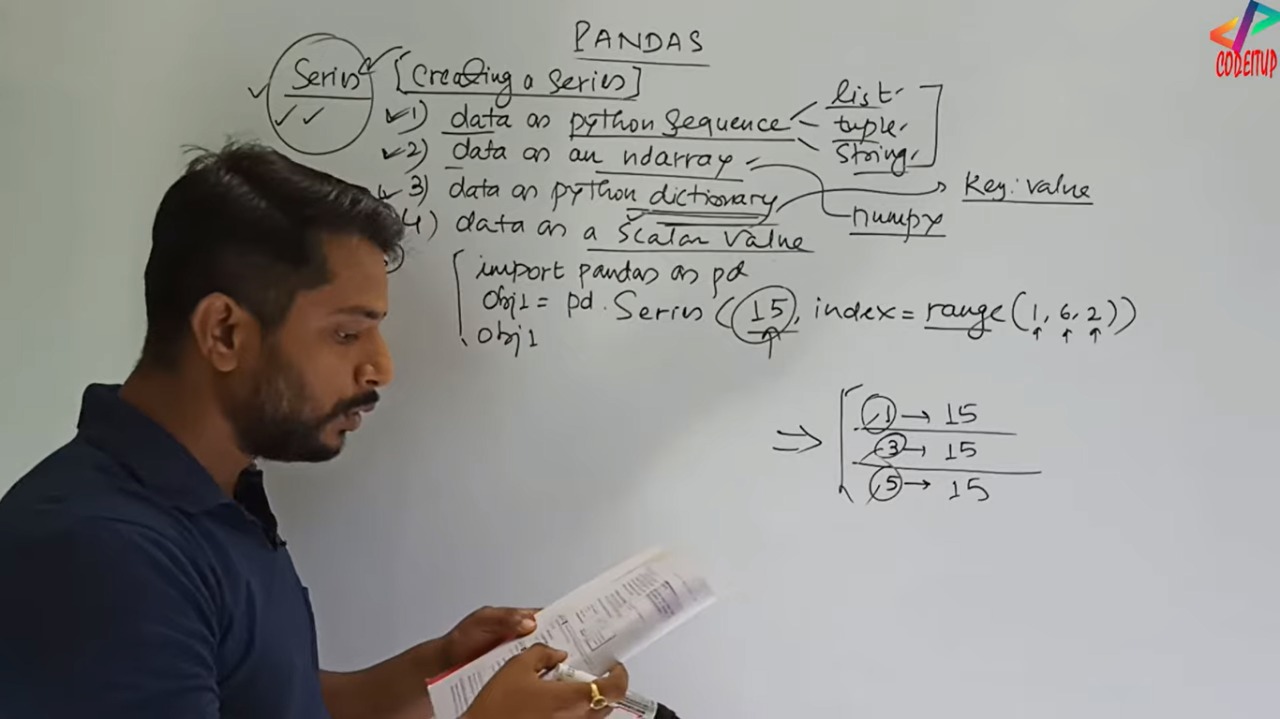 PANDAS
CODEITUP
Series [Creating a series]
1) data as python sequence
list
tuple
string
2) data as an ndarray
numpy
3) data as python dictionary
Key:value
4) data as a scalar value
import pandas as pd
obj1 = pd.Series(15, index=range(1,6,2))
obj1
⇒
1 → 15
3 → 15
5 → 15